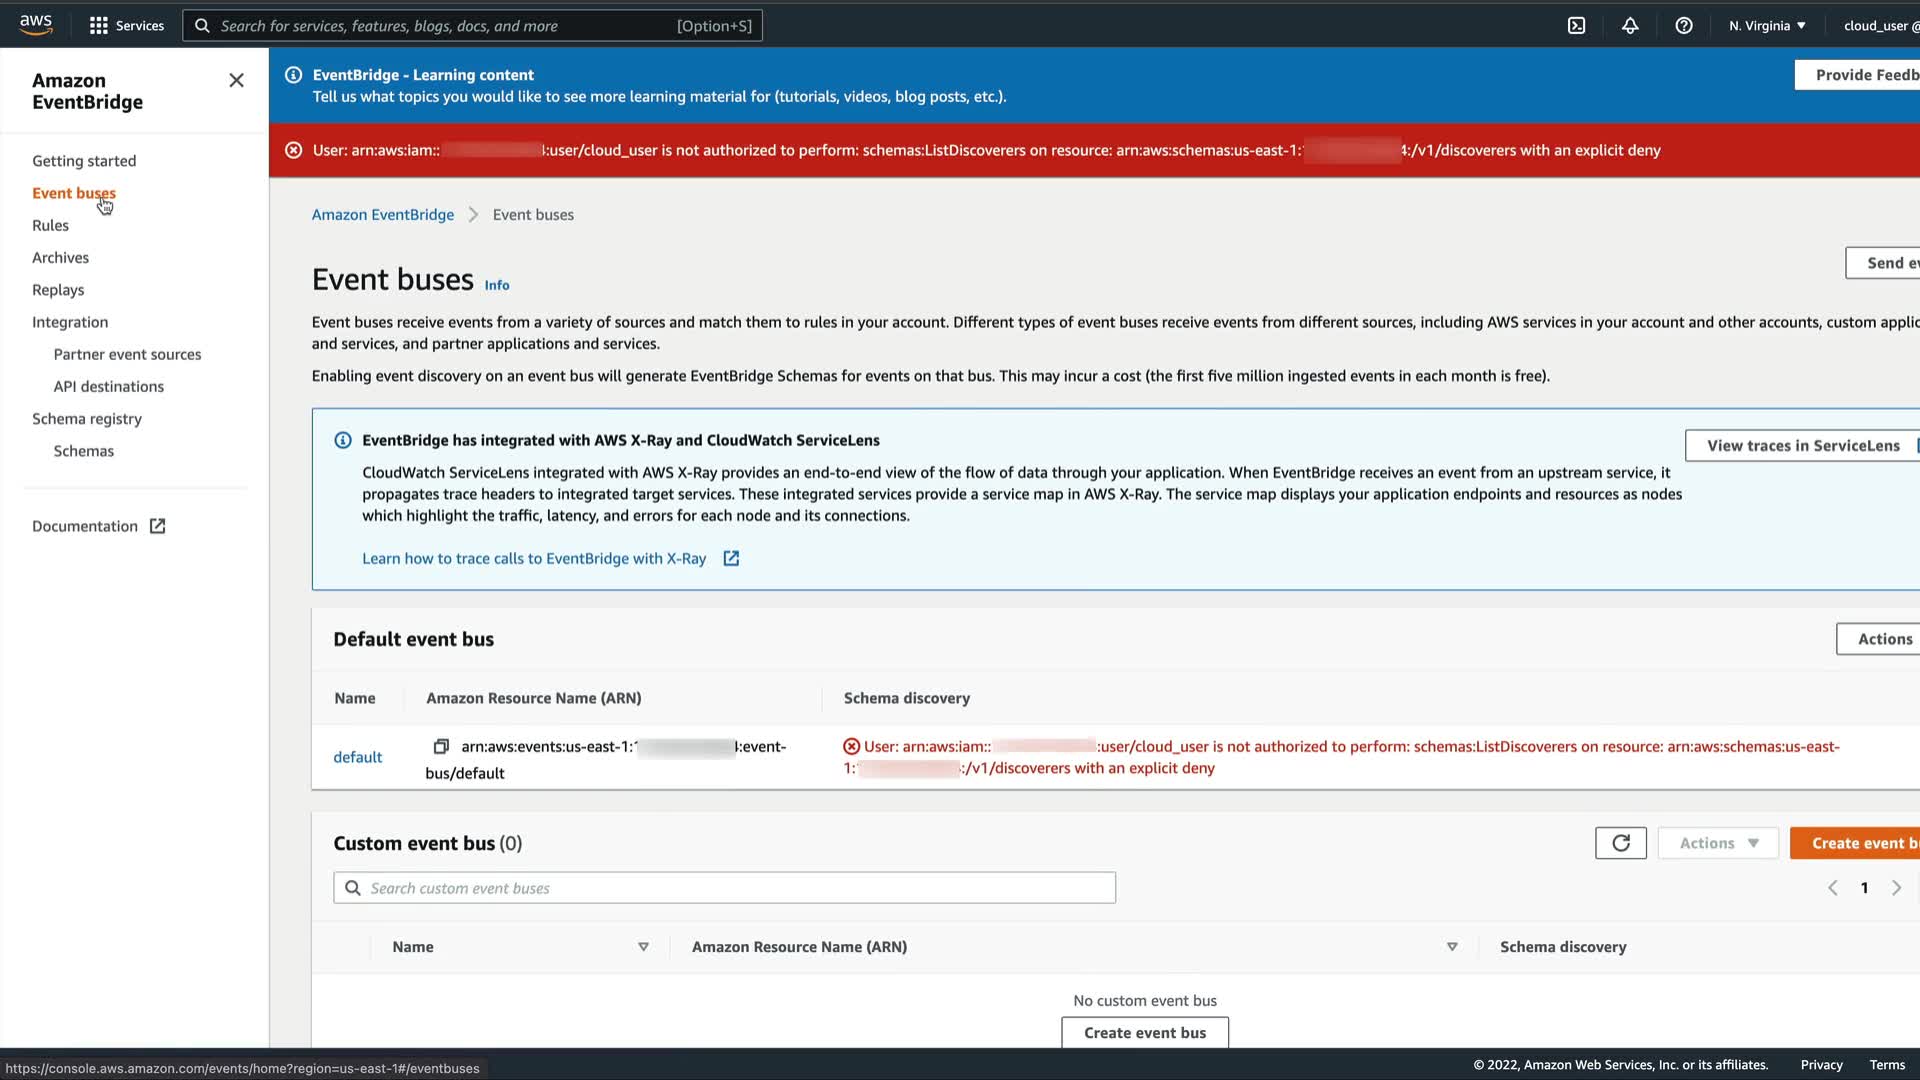 aws
Services
Search for services, features, blogs, docs, and more
[Option+S]
N. Virginia
cloud_user @
Amazon EventBridge
Getting started
Event buses
Rules
Archives
Replays
Integration
Partner event sources
API destinations
Schema registry
Schemas
Documentation
EventBridge - Learning content
Tell us what topics you would like to see more learning material for (tutorials, videos, blog posts, etc.).
Provide Feedb
User: arn:aws:iam:: :user/cloud_user is not authorized to perform: schemas:ListDiscoverers on resource: arn:aws:schemas:us-east-1: 4:/v1/discoverers with an explicit deny
Amazon EventBridge
Event buses
Event buses Info
Send ev
Event buses receive events from a variety of sources and match them to rules in your account. Different types of event buses receive events from different sources, including AWS services in your account and other accounts, custom applic
and services, and partner applications and services.
Enabling event discovery on an event bus will generate EventBridge Schemas for events on that bus. This may incur a cost (the first five million ingested events in each month is free).
EventBridge has integrated with AWS X-Ray and CloudWatch ServiceLens
View traces in ServiceLens
CloudWatch ServiceLens integrated with AWS X-Ray provides an end-to-end view of the flow of data through your application. When EventBridge receives an event from an upstream service, it
propagates trace headers to integrated target services. These integrated services provide a service map in AWS X-Ray. The service map displays your application endpoints and resources as nodes
which highlight the traffic, latency, and errors for each node and its connections.
Learn how to trace calls to EventBridge with X-Ray
Default event bus
Actions
Name
Amazon Resource Name (ARN)
Schema discovery
default
arn:aws:events:us-east-1: :event-
bus/default
User: arn:aws:iam:: :user/cloud_user is not authorized to perform: schemas:ListDiscoverers on resource: arn:aws:schemas:us-east-
1: :/v1/discoverers with an explicit deny
Custom event bus (0)
Actions
Create event b
Search custom event buses
1
Name
Amazon Resource Name (ARN)
Schema discovery
No custom event bus
Create event bus
https://console.aws.amazon.com/events/home?region=us-east-1#/eventbuses
© 2022, Amazon Web Services, Inc. or its affiliates.
Privacy
Terms